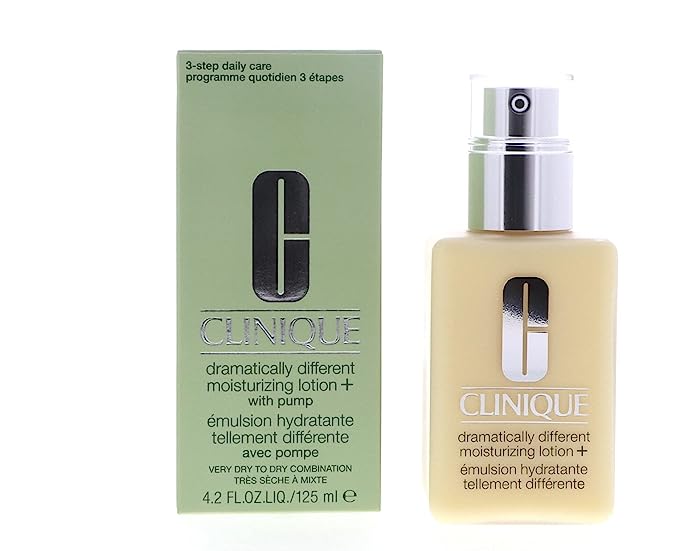 3-step daily care
programme quotidien 3 étapes
C
CLINIQUE
dramatically different
moisturizing lotion +
with pump
émulsion hydratante
tellement différente
avec pompe
VERY DRY TO DRY COMBINATION
TRÈS SÈCHE À MIXTE
4.2 FL.OZ.LIQ./125 ml ℮
C
CLINIQUE
dramatically different
moisturizing lotion +
émulsion hydratante
tellement différente